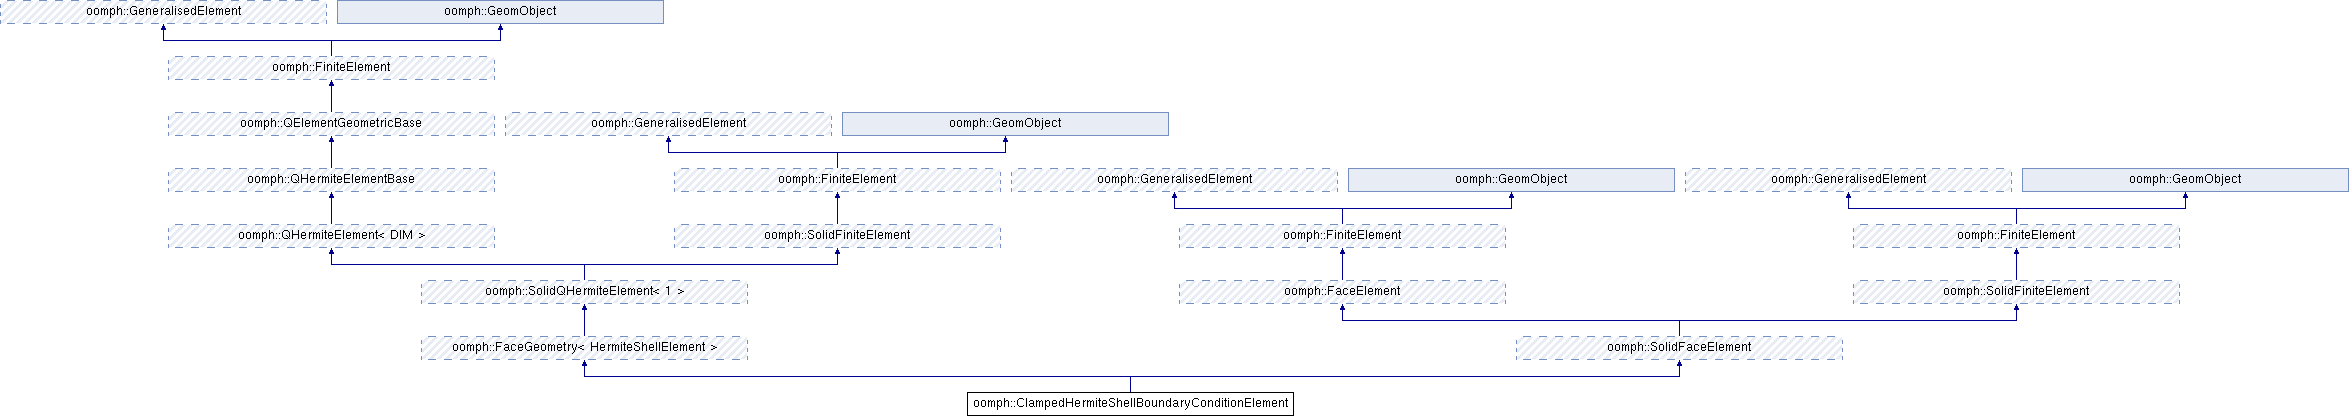 oomph::GeneralisedElement
oomph::GeomObject
oomph::FiniteElement
oomph::QElementGeometricBase
oomph::GeneralisedElement
oomph::GeomObject
oomph::QHermiteElementBase
oomph::FiniteElement
oomph::GeneralisedElement
oomph::GeomObject
oomph::GeneralisedElement
oomph::GeomObject
oomph::QHermiteElement< DIM >
oomph::SolidFiniteElement
oomph::FiniteElement
oomph::FiniteElement
oomph::SolidQHermiteElement< 1 >
oomph::FaceElement
oomph::SolidFiniteElement
oomph::FaceGeometry< HermiteShellElement >
oomph::SolidFaceElement
oomph::ClampedHermiteShellBoundaryConditionElement